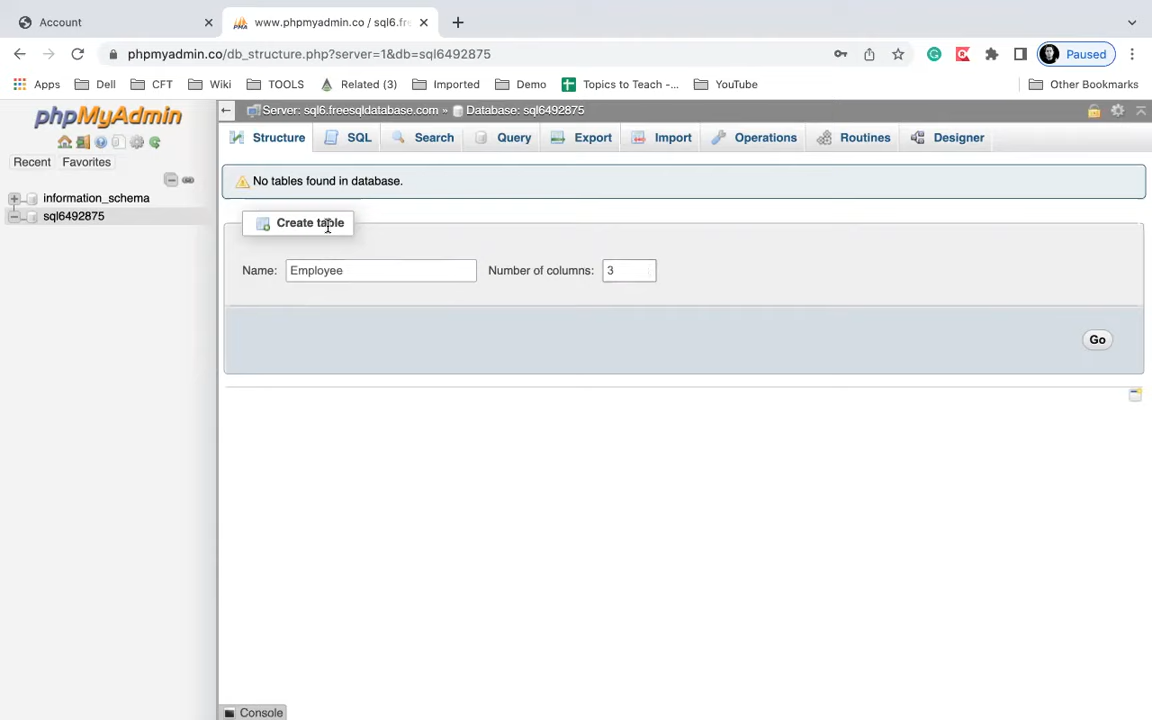 Account
www.phpmyadmin.co / sql6.fre
phpmyadmin.co/db_structure.php?server=1&db=sql6492875
Paused
Apps Dell CFT Wiki TOOLS Related (3) Imported Demo Topics to Teach -... YouTube Other Bookmarks
phpMyAdmin
Server: sql6.freesqldatabase.com » Database: sql6492875
Structure SQL Search Query Export Import Operations Routines Designer
Recent Favorites
No tables found in database.
information_schema
sql6492875
Create table
Name: Employee Number of columns: 3
Go
Console